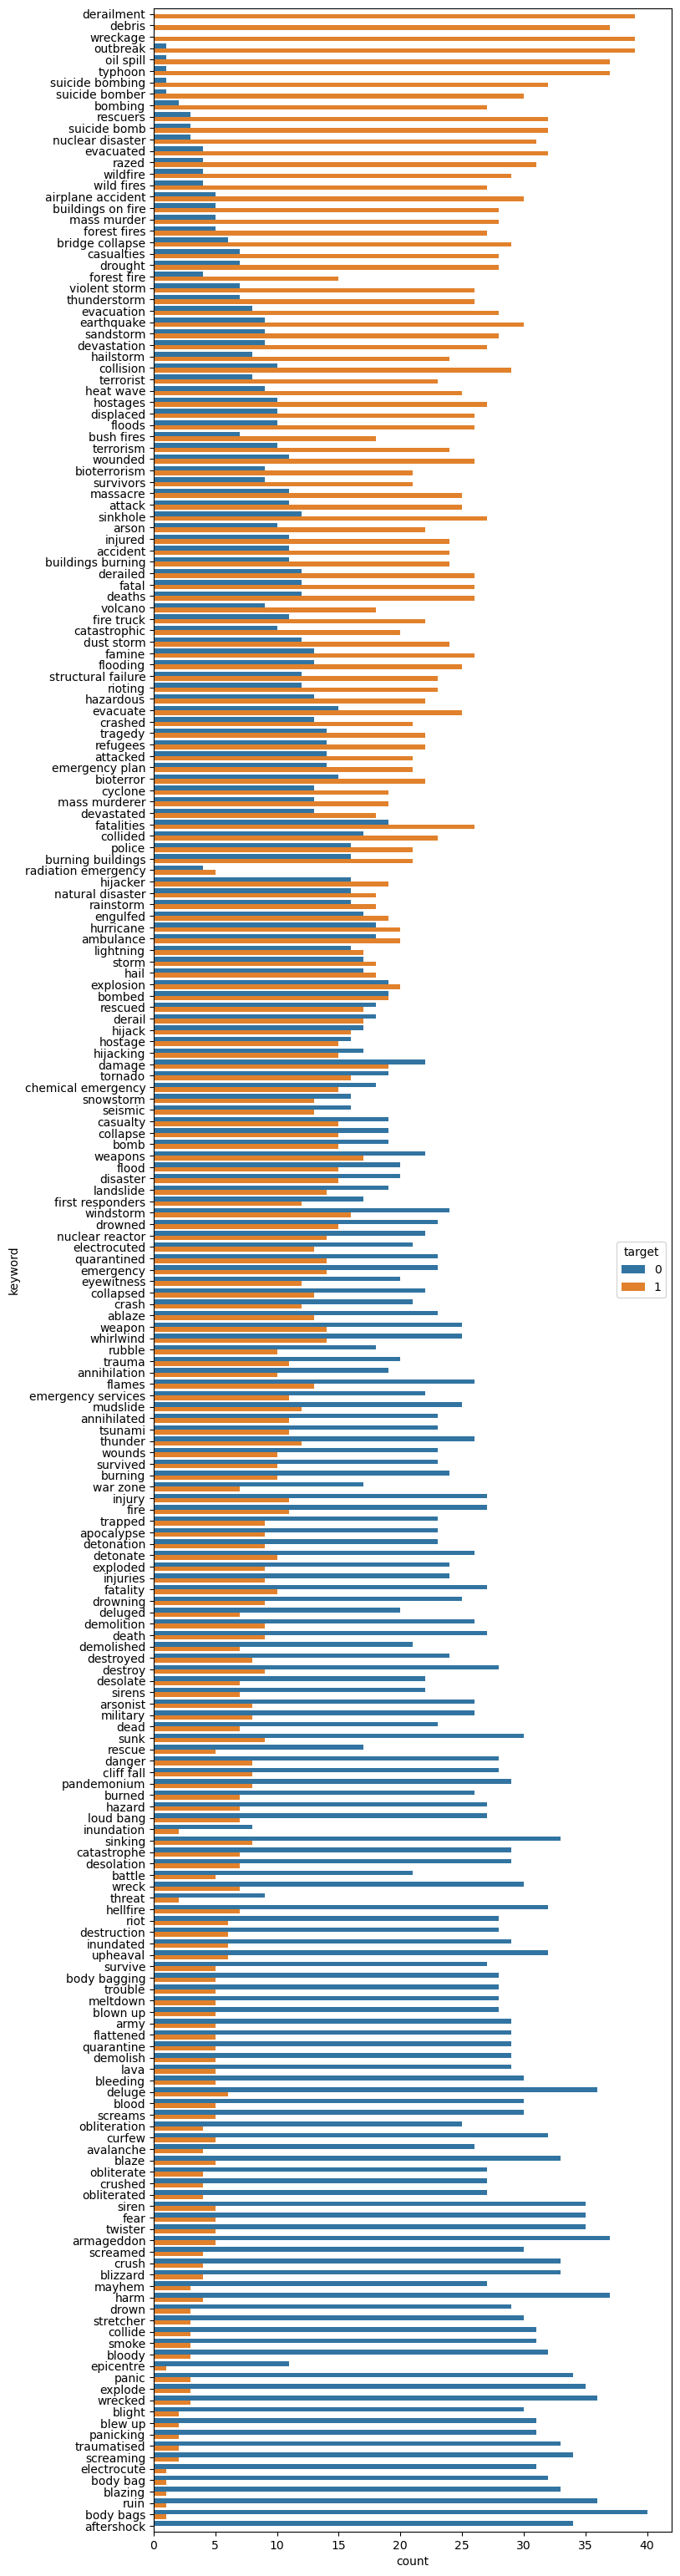 derailment
debris
wreckage
outbreak
oil spill
typhoon
suicide bombing
suicide bomber
bombing
rescuers
suicide bomb
nuclear disaster
evacuated
razed
wildfire
wild fires
airplane accident
buildings on fire
mass murder
forest fires
bridge collapse
casualties
drought
forest fire
violent storm
thunderstorm
evacuation
earthquake
sandstorm
devastation
hailstorm
collision
terrorist
heat wave
hostages
displaced
floods
bush fires
terrorism
wounded
bioterrorism
survivors
massacre
attack
sinkhole
arson
injured
accident
buildings burning
derailed
fatal
deaths
volcano
fire truck
catastrophic
dust storm
famine
flooding
structural failure
rioting
hazardous
evacuate
crashed
tragedy
refugees
attacked
emergency plan
bioterror
cyclone
mass murderer
devastated
fatalities
collided
police
burning buildings
radiation emergency
hijacker
natural disaster
rainstorm
engulfed
hurricane
ambulance
lightning
storm
hail
explosion
bombed
rescued
derail
hijack
hostage
hijacking
damage
tornado
chemical emergency
snowstorm
seismic
casualty
collapse
bomb
weapons
flood
disaster
landslide
first responders
windstorm
drowned
nuclear reactor
electrocuted
quarantined
emergency
eyewitness
collapsed
crash
ablaze
weapon
whirlwind
rubble
trauma
annihilation
flames
emergency services
mudslide
annihilated
tsunami
thunder
wounds
survived
burning
war zone
injury
fire
trapped
apocalypse
detonation
detonate
exploded
injuries
fatality
drowning
deluged
demolition
death
demolished
destroyed
destroy
desolate
sirens
arsonist
military
dead
sunk
rescue
danger
cliff fall
pandemonium
burned
hazard
loud bang
inundation
sinking
catastrophe
desolation
battle
wreck
threat
hellfire
riot
destruction
inundated
upheaval
survive
body bagging
trouble
meltdown
blown up
army
flattened
quarantine
demolish
lava
bleeding
deluge
blood
screams
obliteration
curfew
avalanche
blaze
obliterate
crushed
obliterated
siren
fear
twister
armageddon
screamed
crush
blizzard
mayhem
harm
drown
stretcher
collide
smoke
bloody
epicentre
panic
explode
wrecked
blight
blew up
panicking
traumatised
screaming
electrocute
body bag
blazing
ruin
body bags
aftershock
keyword
target
0
1
0 5 10 15 20 25 30 35 40
count